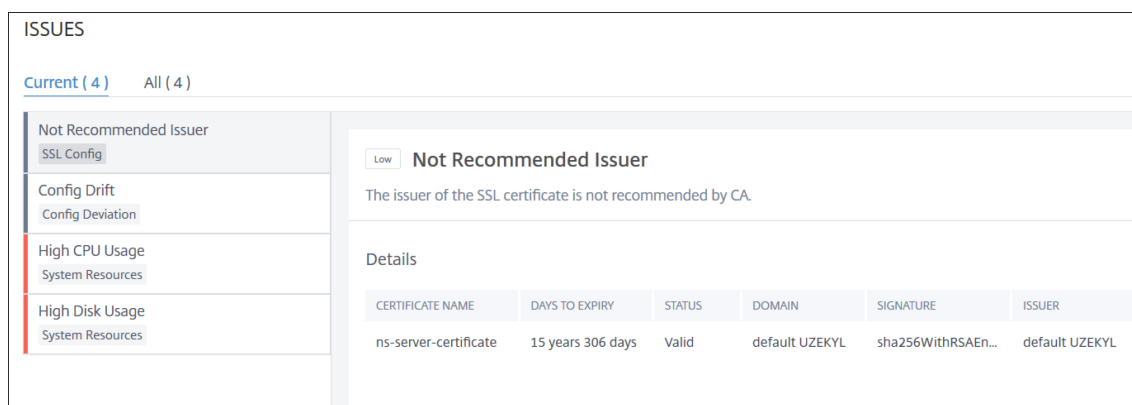 ISSUES
Current ( 4 ) All ( 4 )
Not Recommended Issuer
SSL Config
Config Drift
Config Deviation
High CPU Usage
System Resources
High Disk Usage
System Resources
Low Not Recommended Issuer
The issuer of the SSL certificate is not recommended by CA.
Details
CERTIFICATE NAME DAYS TO EXPIRY STATUS DOMAIN SIGNATURE ISSUER
ns-server-certificate 15 years 306 days Valid default UZEKYL sha256WithRSAEn... default UZEKYL